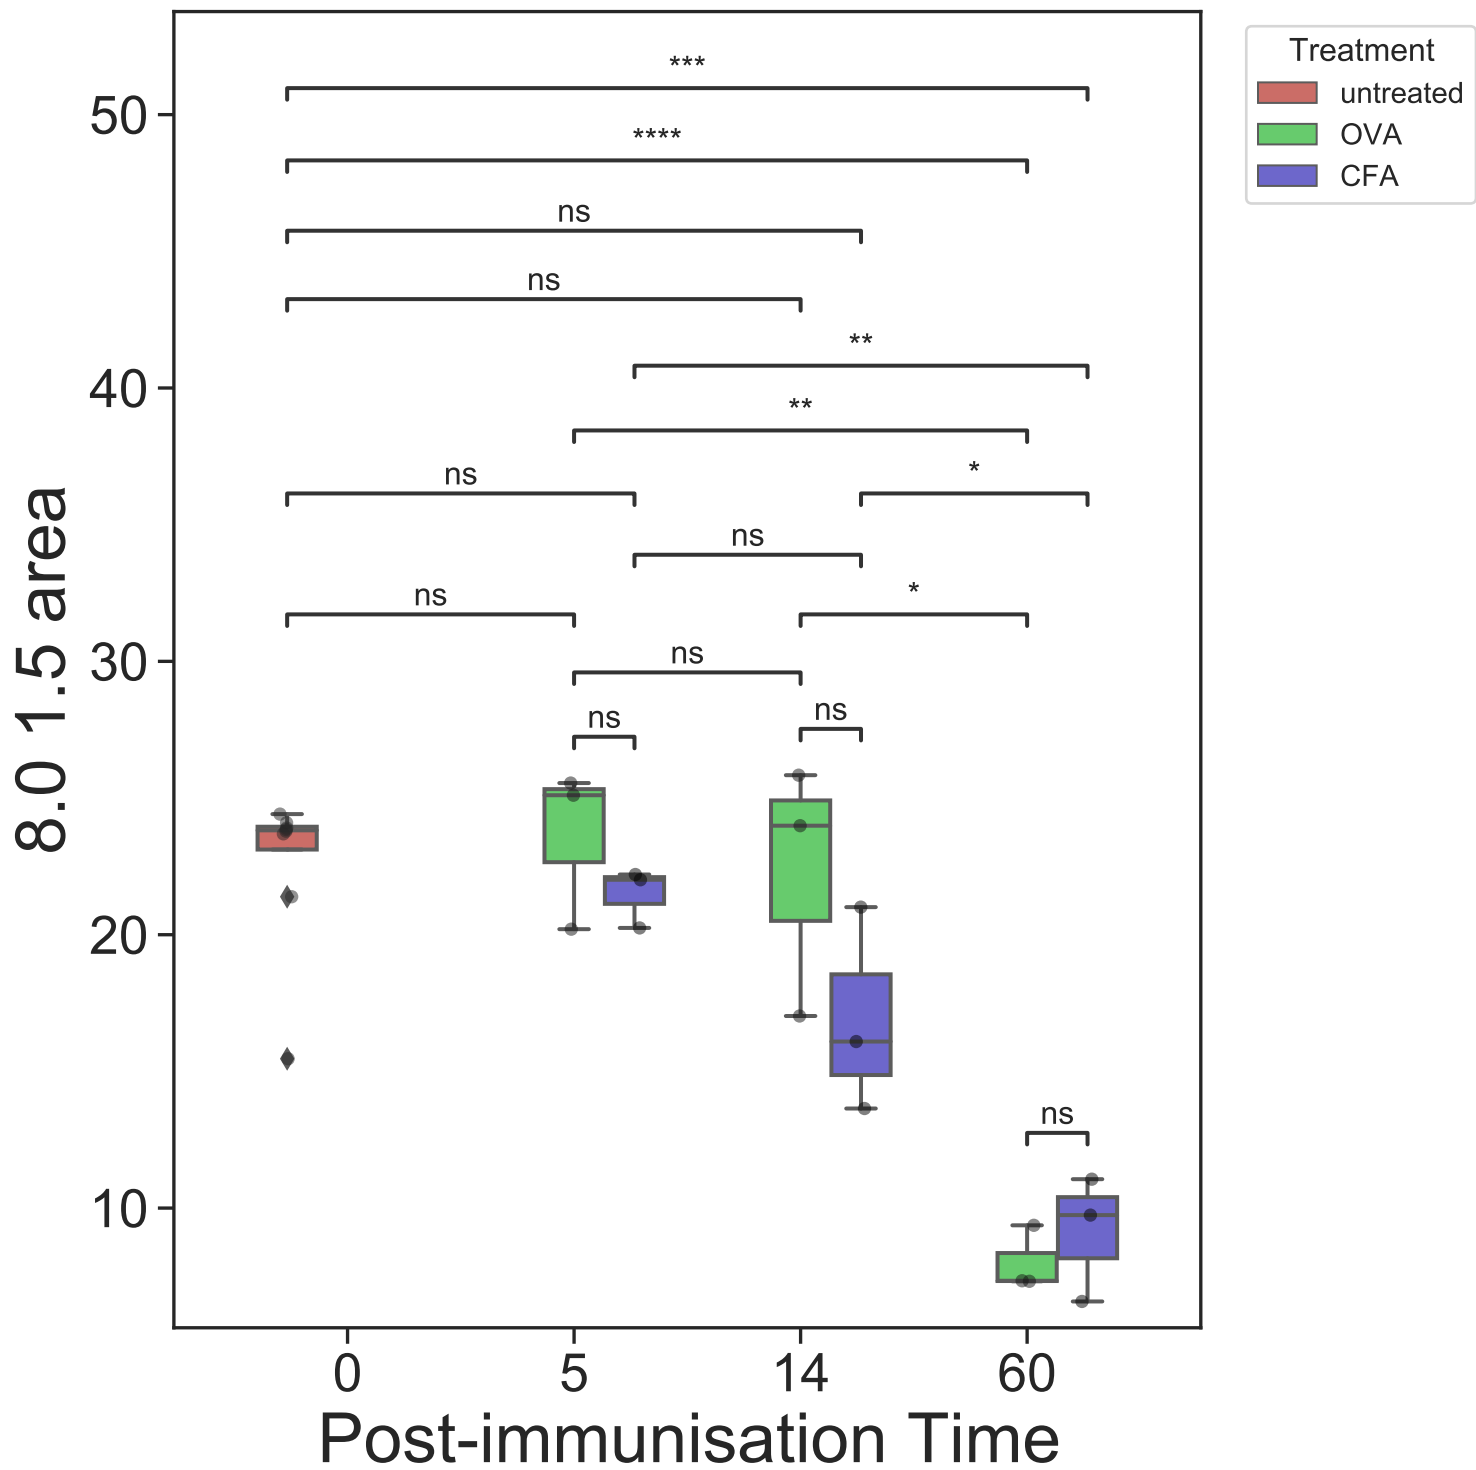 ***
****
ns
ns
**
**
ns
*
ns
ns
*
ns
ns
ns
ns
50
40
30
20
10
8.0 1.5 area
0 5 14 60
Post-immunisation Time
Treatment
untreated
OVA
CFA